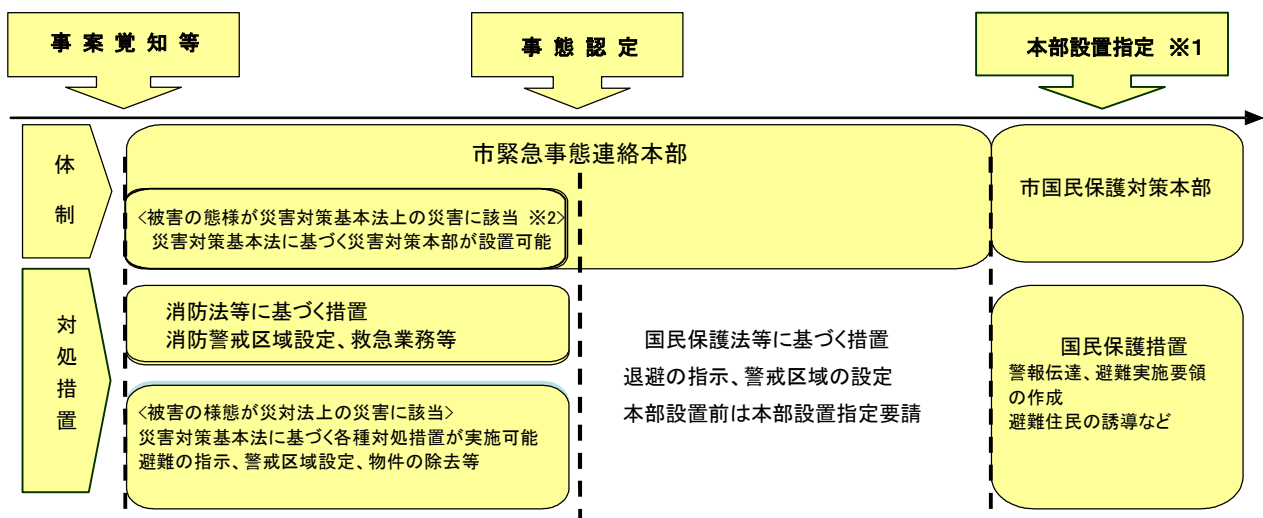 事案覚知等
事態認定
本部設置指定 ※1
体制
市緊急事態連絡本部
<被害の態様が災害対策基本法上の災害に該当 ※2>
災害対策基本法に基づく災害対策本部が設置可能
市国民保護対策本部
対処措置
消防法等に基づく措置
消防警戒区域設定、救急業務等
<被害の様態が災対法上の災害に該当>
災害対策基本法に基づく各種対処措置が実施可能
避難の指示、警戒区域設定、物件の除去等
国民保護法等に基づく措置
退避の指示、警戒区域の設定
本部設置前は本部設置指定要請
国民保護措置
警報伝達、避難実施要領
の作成
避難住民の誘導など